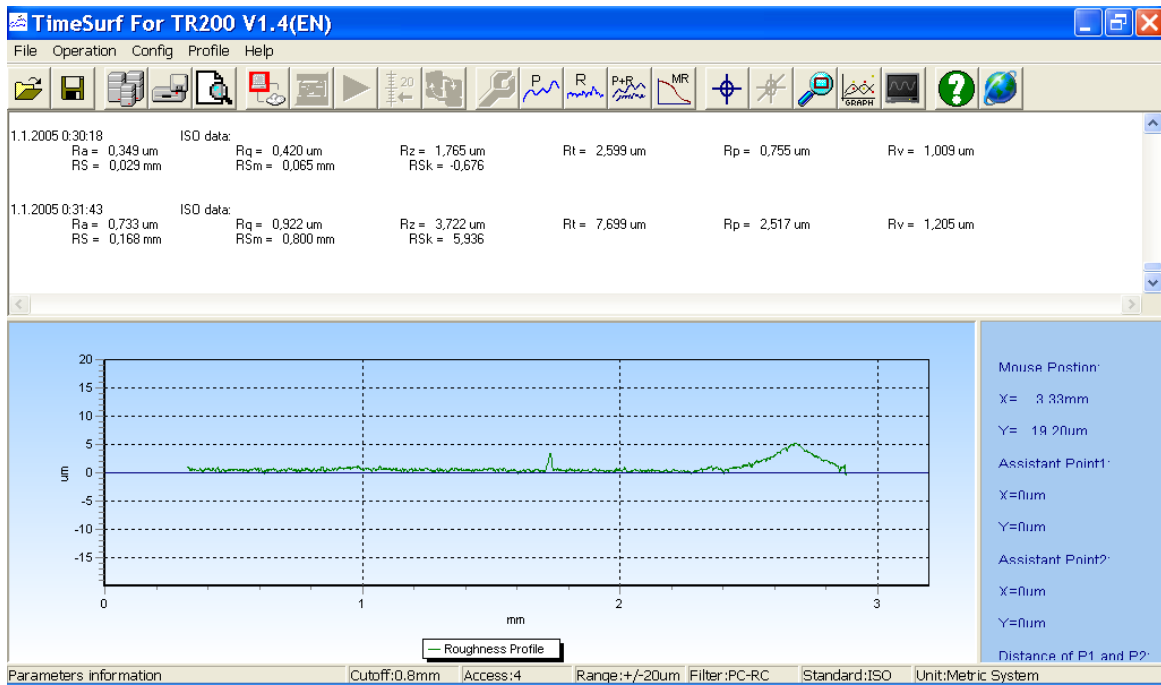 TimeSurf For TR200 V1.4(EN)
File Operation Config Profile Help
20 P R P+R MR GRAPH
1.1.2005 0:30:18 ISO data:
Ra = 0,349 um Rq = 0,420 um Rz = 1,765 um Rt = 2,599 um Rp = 0,755 um Rv = 1,009 um
RS = 0,029 mm RSm = 0,065 mm RSk = -0,676
1.1.2005 0:31:43 ISO data:
Ra = 0,733 um Rq = 0,922 um Rz = 3,722 um Rt = 7,699 um Rp = 2,517 um Rv = 1,205 um
RS = 0,168 mm RSm = 0,800 mm RSk = 5,936
20
15
10
5
0
-5
-10
-15
um
0 1 2 3
mm
Roughness Profile
Mouse Postion:
X= 3.33mm
Y= 19.20um
Assistant Point1:
X=0um
Y=0um
Assistant Point2:
X=0um
Y=0um
Distance of P1 and P2:
Parameters information Cutoff:0.8mm Access:4 Range:+/-20um Filter:PC-RC Standard:ISO Unit:Metric System